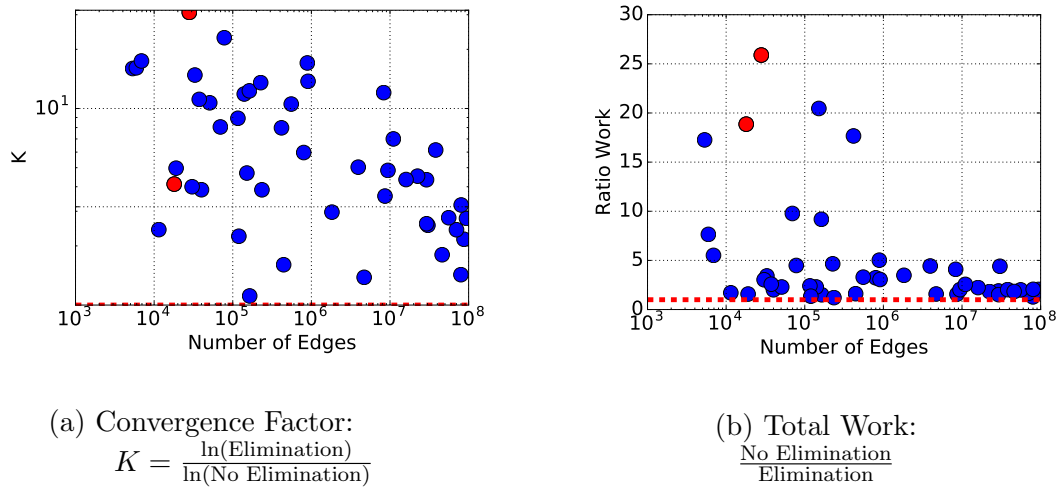 K
10^1
10^3 10^4 10^5 10^6 10^7 10^8
Number of Edges
(a) Convergence Factor:
K = ln(Elimination) / ln(No Elimination)
Ratio Work
30
25
20
15
10
5
0
10^3 10^4 10^5 10^6 10^7 10^8
Number of Edges
(b) Total Work:
No Elimination / Elimination